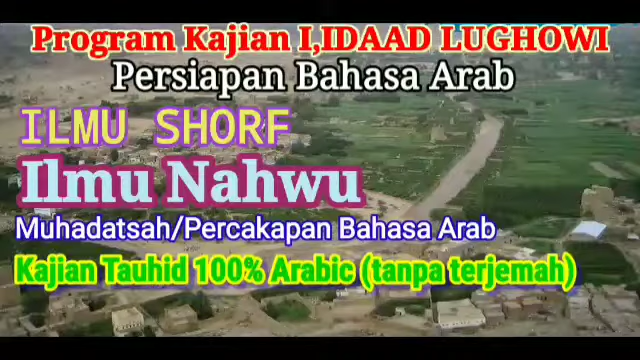 Program Kajian I,IDAAD LUGHOWI
Persiapan Bahasa Arab
ILMU SHORF
Ilmu Nahwu
Muhadatsah/Percakapan Bahasa Arab
Kajian Tauhid 100% Arabic (tanpa terjemah)